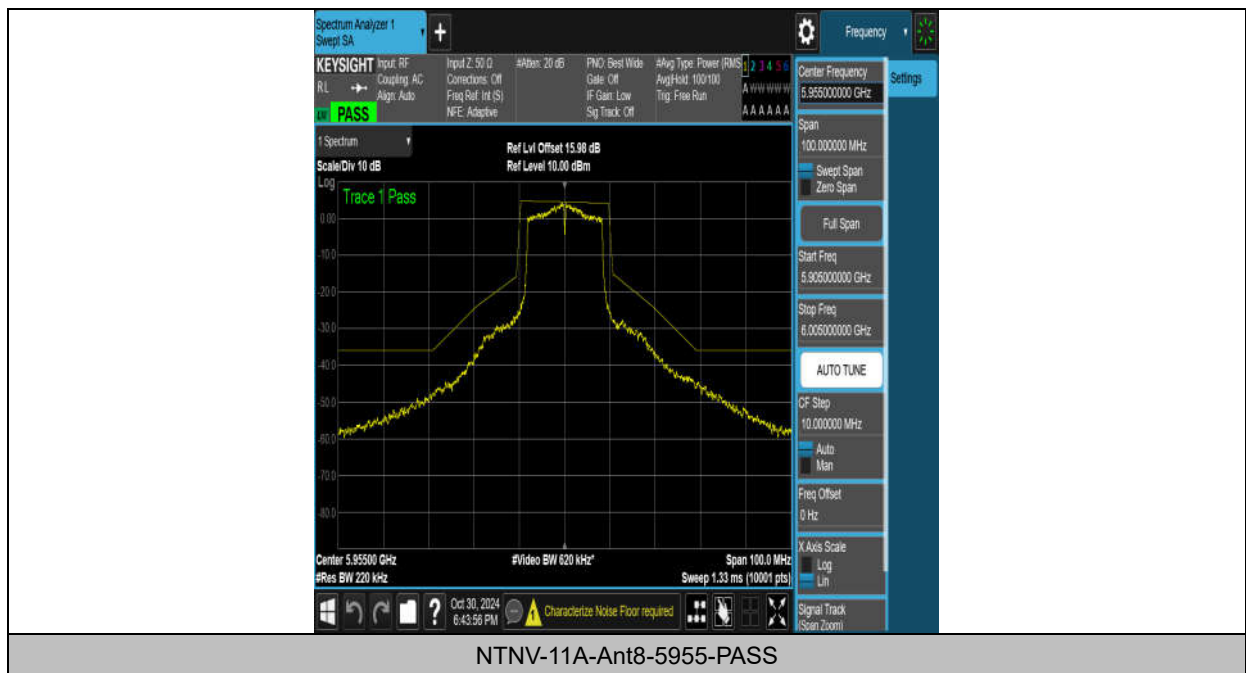 Spectrum Analyzer 1
Swept SA
Frequency
KEYSIGHT
RL
PASS
Input: RF
Coupling: AC
Align: Auto
Input Z: 50 Ω
Corrections: Off
Freq Ref: Int (S)
NFE: Adaptive
#Atten: 20 dB
PNO: Best Wide
Gate: Off
IF Gain: Low
Sig Track: Off
#Avg Type: Power (RMS
Avg|Hold: 100/100
Trig: Free Run
1 2 3 4 5 6
A W W W W W
A A A A A A
Center Frequency
5.955000000 GHz
Settings
Span
100.000000 MHz
Swept Span
Zero Span
Full Span
Start Freq
5.905000000 GHz
Stop Freq
6.005000000 GHz
AUTO TUNE
CF Step
10.000000 MHz
Auto
Man
Freq Offset
0 Hz
X Axis Scale
Log
Lin
Signal Track
(Span Zoom)
1 Spectrum
Scale/Div 10 dB
Ref Lvl Offset 15.98 dB
Ref Level 10.00 dBm
Log
Trace 1 Pass
0.00
-10.0
-20.0
-30.0
-40.0
-50.0
-60.0
-70.0
-80.0
Center 5.95500 GHz
#Res BW 220 kHz
#Video BW 620 kHz*
Span 100.0 MHz
Sweep 1.33 ms (10001 pts)
Oct 30, 2024
6:43:56 PM
Characterize Noise Floor required
NTNV-11A-Ant8-5955-PASS